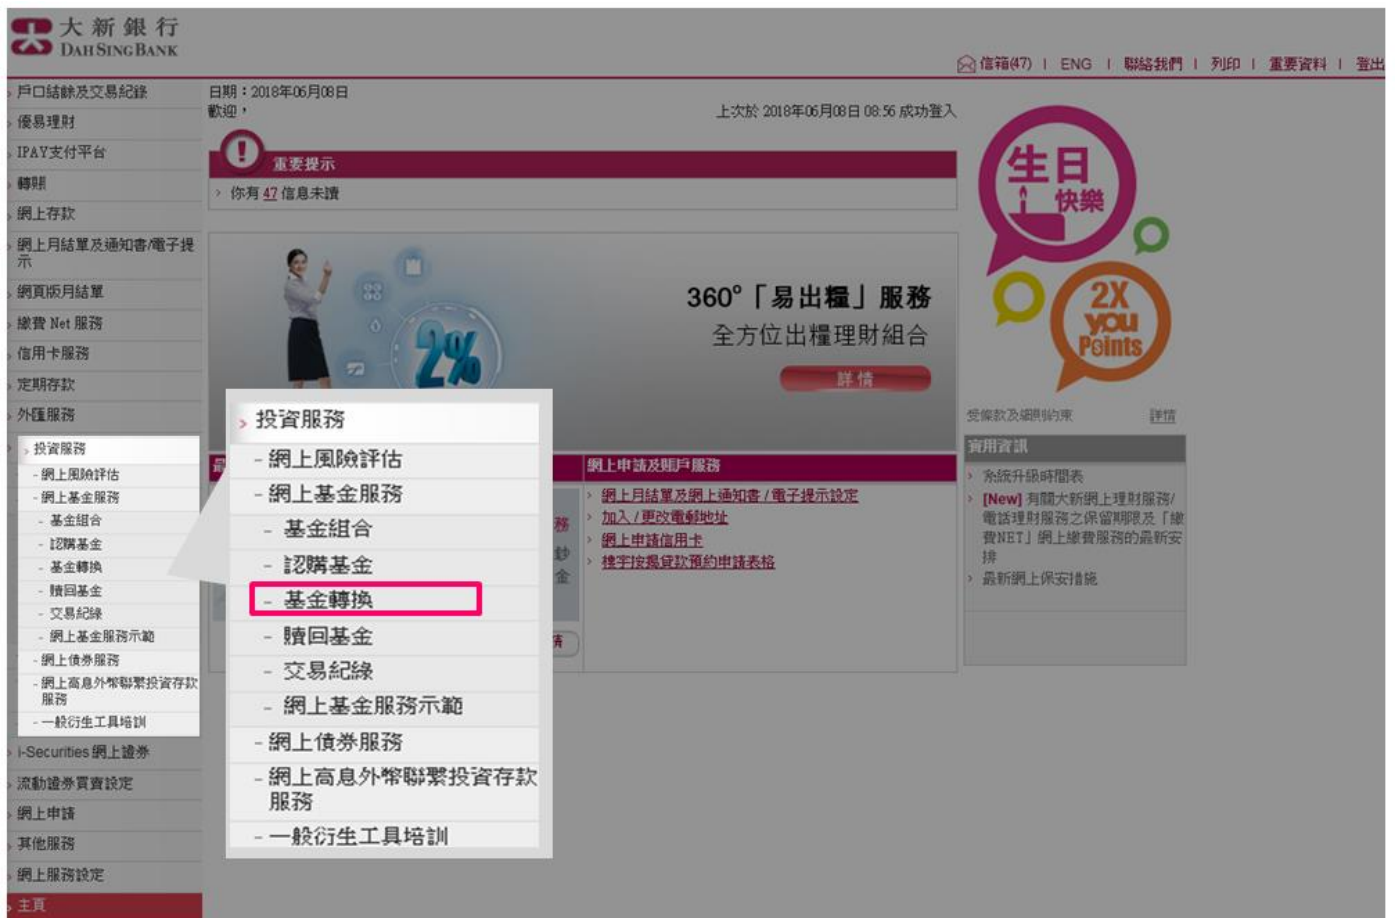 大新銀行
DAH SING BANK
信箱(47) | ENG | 聯絡我們 | 列印 | 重要資料 | 登出
戶口結餘及交易紀錄
優易理財
IPAY支付平台
轉賬
網上存款
網上月結單及通知書/電子提
示
網頁版月結單
繳費 Net 服務
信用卡服務
定期存款
外匯服務
投資服務
- 網上風險評估
- 網上基金服務
- 基金組合
- 認購基金
- 基金轉換
- 贖回基金
- 交易紀錄
- 網上基金服務示範
- 網上債券服務
- 網上高息外幣聯繫投資存款
服務
- 一般衍生工具培訓
i-Securities 網上證券
流動證券買賣設定
網上申請
其他服務
網上服務設定
主頁
日期：2018年06月08日
歡迎，
上次於 2018年06月08日 08:56 成功登入
重要提示
你有 47 信息未讀
2%
360°「易出糧」服務
全方位出糧理財組合
詳情
投資服務
- 網上風險評估
- 網上基金服務
- 基金組合
- 認購基金
- 基金轉換
- 贖回基金
- 交易紀錄
- 網上基金服務示範
- 網上債券服務
- 網上高息外幣聯繫投資存款
服務
- 一般衍生工具培訓
務
鈔
金
網上申請及賬戶服務
網上月結單及網上通知書 / 電子提示設定
加入 / 更改電郵地址
網上申請信用卡
樓宇按揭貸款預約申請表格
生日
快樂
2X
you
Points
受條款及細則約束
詳情
實用資訊
系統升級時間表
[New] 有關大新網上理財服務/
電話理財服務之保留期限及「繳
費NET」網上繳費服務的最新安
排
最新網上保安措施